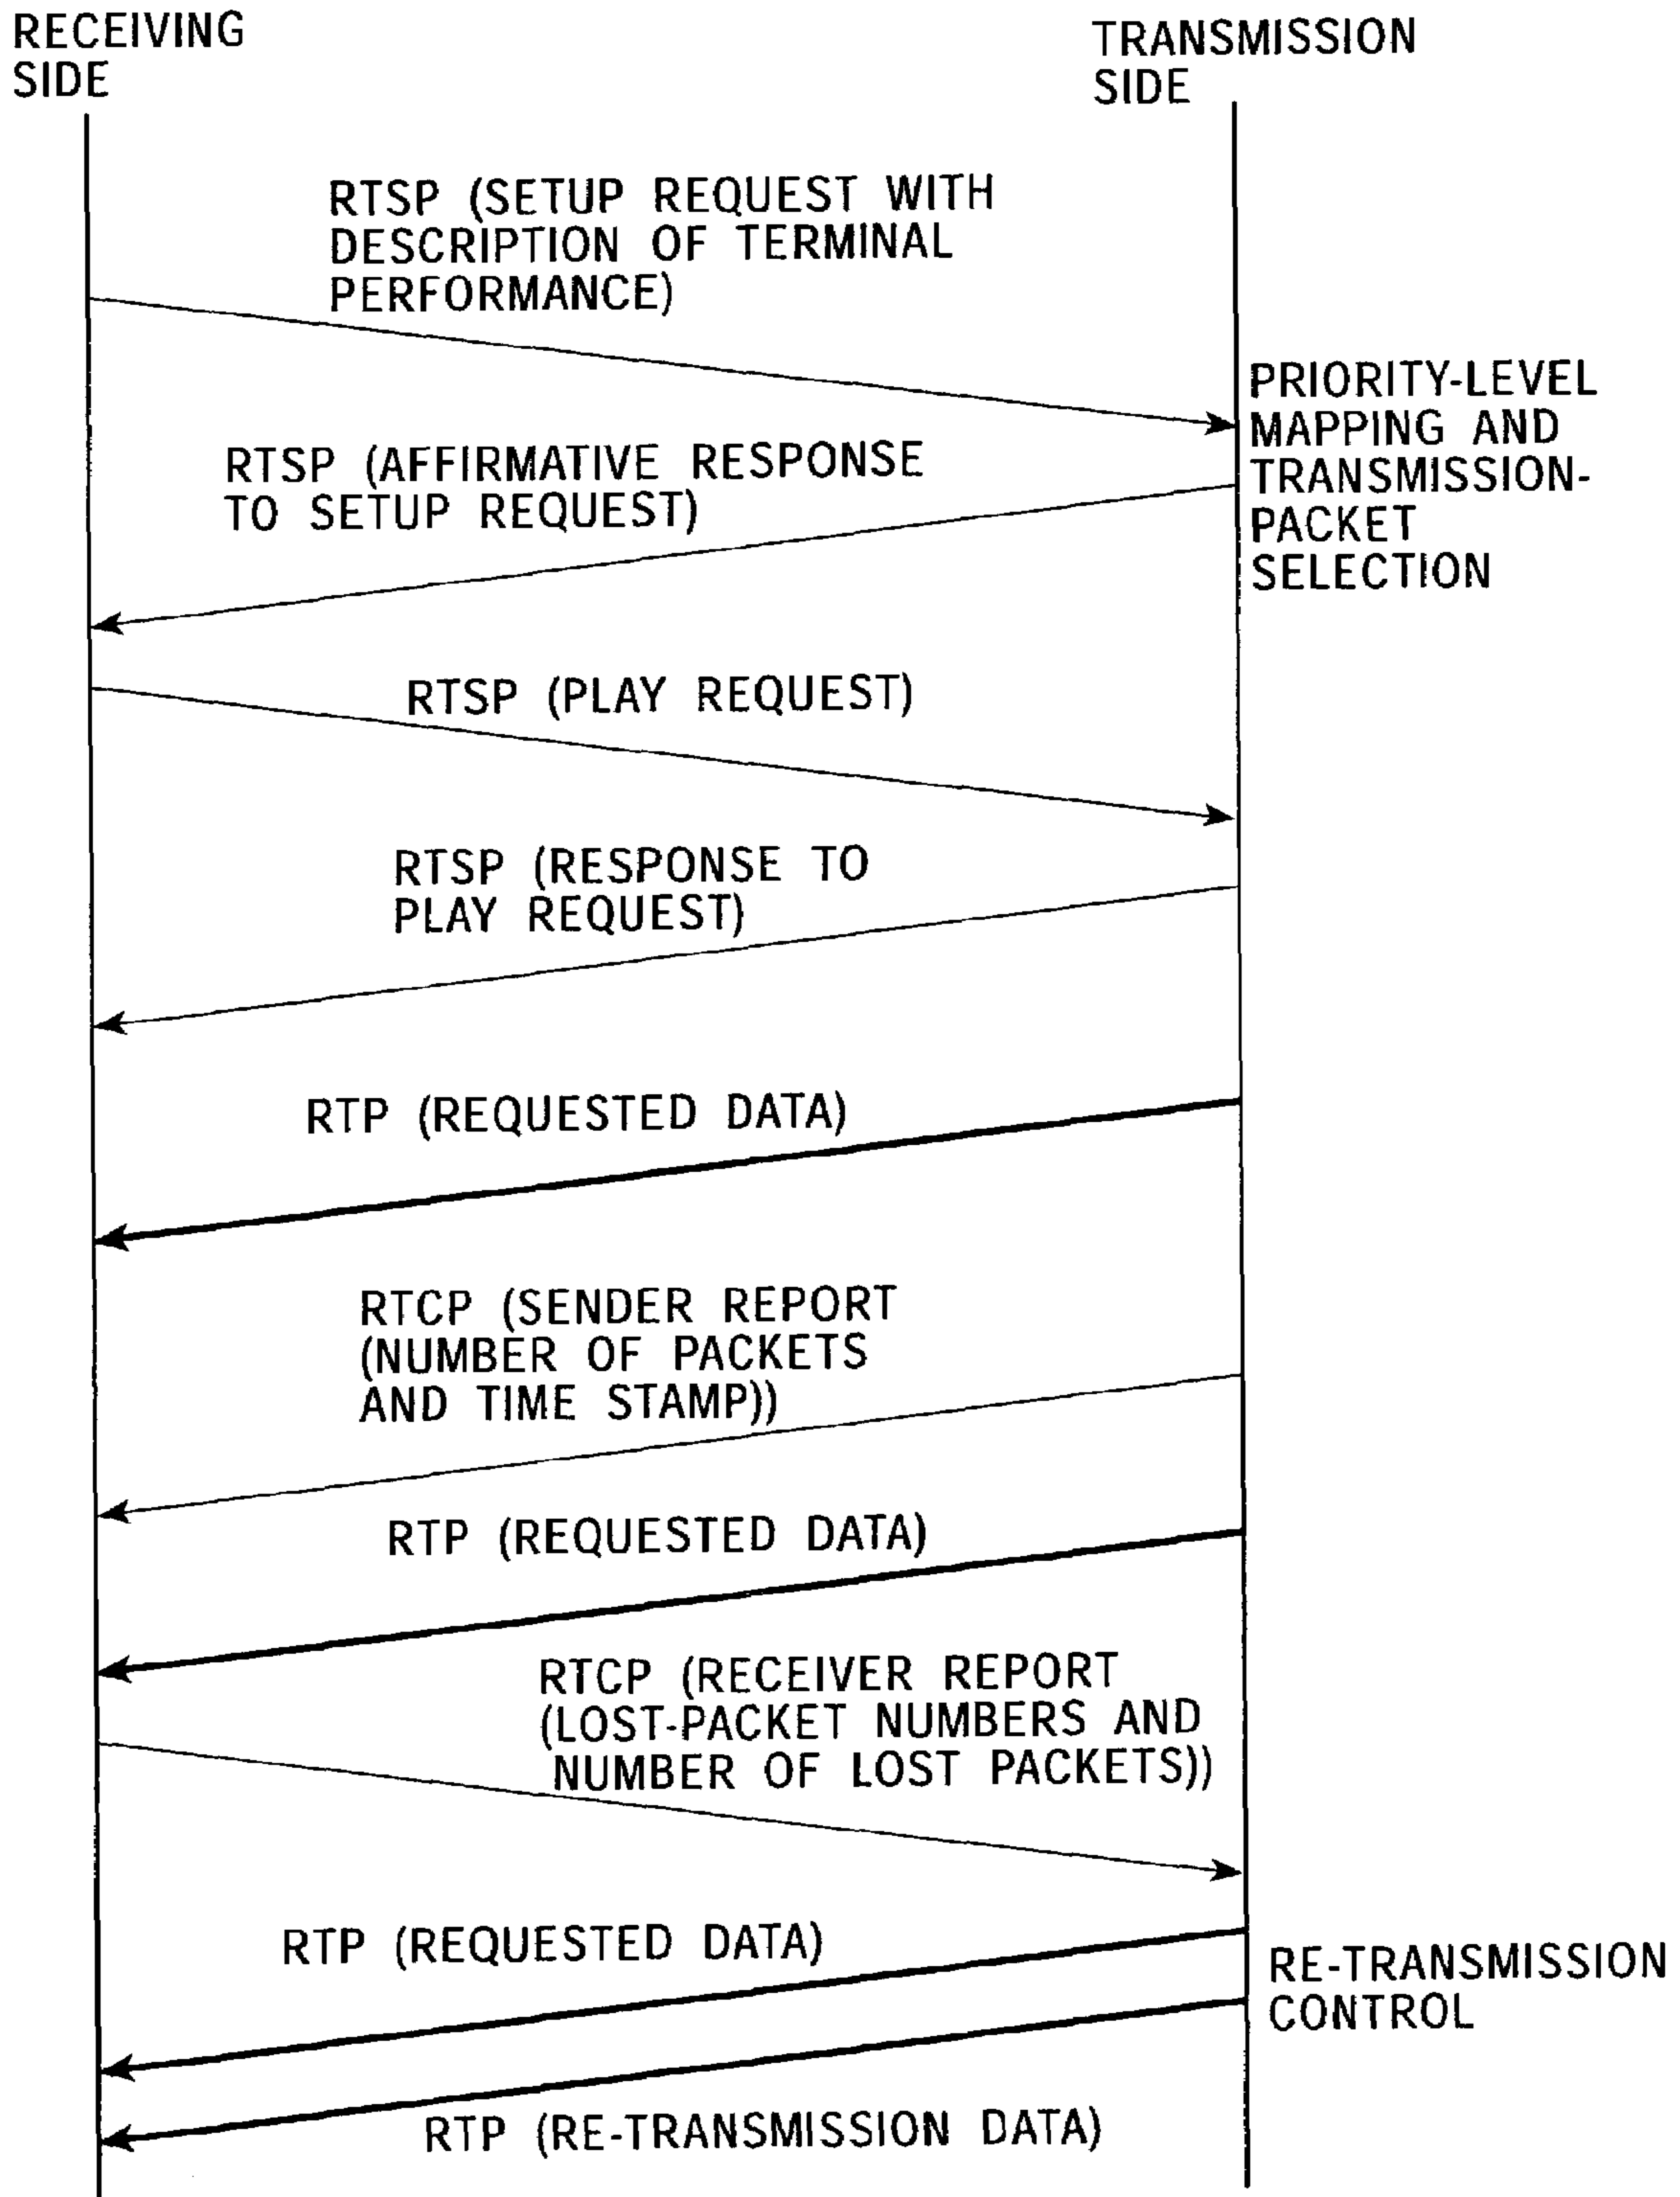 RECEIVING
SIDE
TRANSMISSION
SIDE
RTSP (SETUP REQUEST WITH
DESCRIPTION OF TERMINAL
PERFORMANCE)
PRIORITY-LEVEL
MAPPING AND
TRANSMISSION-
PACKET
SELECTION
RTSP (AFFIRMATIVE RESPONSE
TO SETUP REQUEST)
RTSP (PLAY REQUEST)
RTSP (RESPONSE TO
PLAY REQUEST)
RTP (REQUESTED DATA)
RTCP (SENDER REPORT
(NUMBER OF PACKETS
AND TIME STAMP))
RTP (REQUESTED DATA)
RTCP (RECEIVER REPORT
(LOST-PACKET NUMBERS AND
NUMBER OF LOST PACKETS))
RTP (REQUESTED DATA)
RE-TRANSMISSION
CONTROL
RTP (RE-TRANSMISSION DATA)